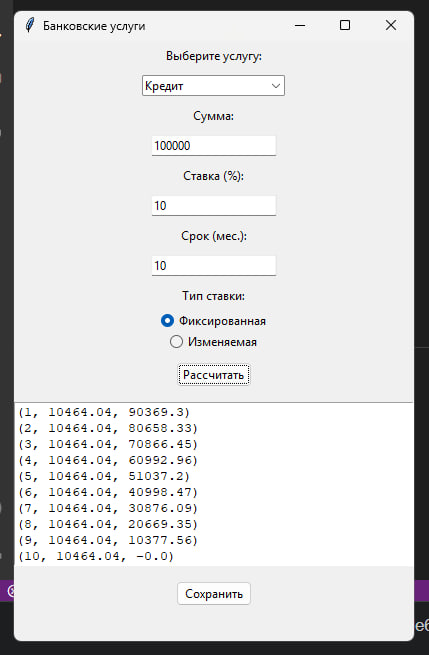 Банковские услуги
Выберите услугу:
Кредит
Сумма:
100000
Ставка (%):
10
Срок (мес.):
10
Тип ставки:
Фиксированная
Изменяемая
Рассчитать
(1, 10464.04, 90369.3)
(2, 10464.04, 80658.33)
(3, 10464.04, 70866.45)
(4, 10464.04, 60992.96)
(5, 10464.04, 51037.2)
(6, 10464.04, 40998.47)
(7, 10464.04, 30876.09)
(8, 10464.04, 20669.35)
(9, 10464.04, 10377.56)
(10, 10464.04, -0.0)
Сохранить